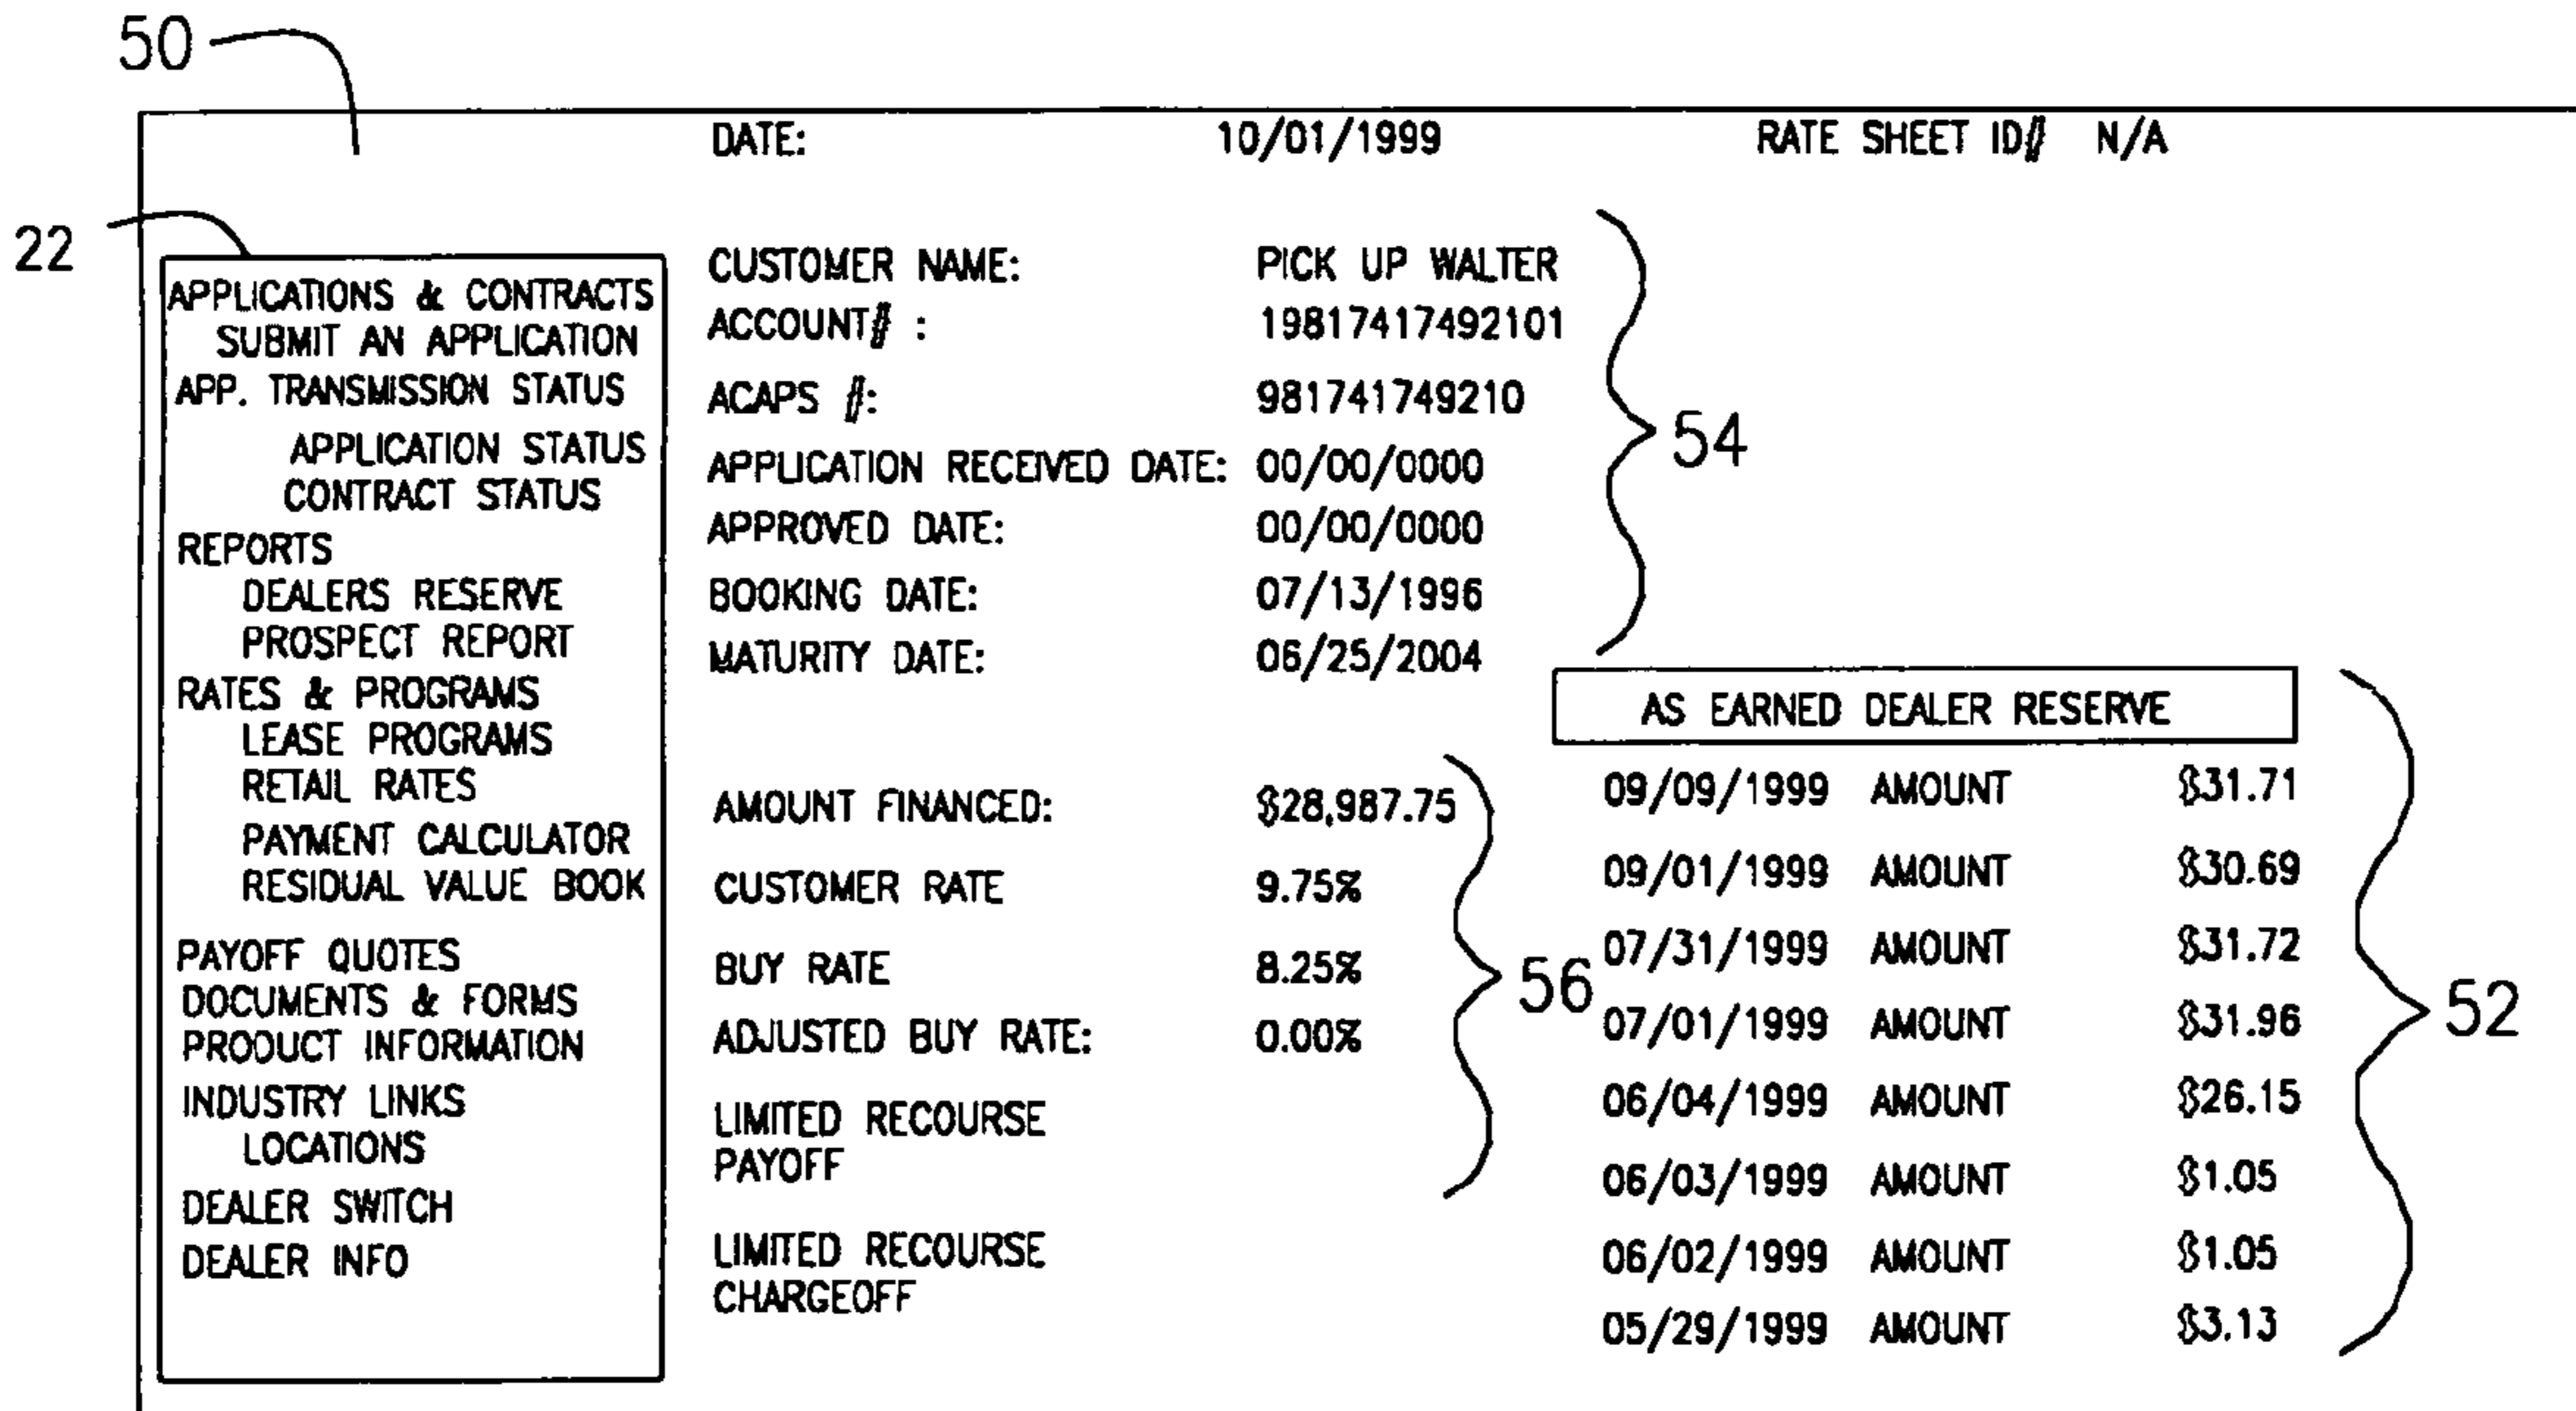 50
DATE: 10/01/1999 RATE SHEET ID# N/A
22
APPLICATIONS & CONTRACTS
SUBMIT AN APPLICATION
APP. TRANSMISSION STATUS
APPLICATION STATUS
CONTRACT STATUS
REPORTS
DEALERS RESERVE
PROSPECT REPORT
RATES & PROGRAMS
LEASE PROGRAMS
RETAIL RATES
PAYMENT CALCULATOR
RESIDUAL VALUE BOOK
PAYOFF QUOTES
DOCUMENTS & FORMS
PRODUCT INFORMATION
INDUSTRY LINKS
LOCATIONS
DEALER SWITCH
DEALER INFO
CUSTOMER NAME: PICK UP WALTER
ACCOUNT# : 19817417492101
ACAPS #: 981741749210
APPLICATION RECEIVED DATE: 00/00/0000
APPROVED DATE: 00/00/0000
BOOKING DATE: 07/13/1996
MATURITY DATE: 06/25/2004
54
AMOUNT FINANCED: $28,987.75
CUSTOMER RATE 9.75%
BUY RATE 8.25%
ADJUSTED BUY RATE: 0.00%
LIMITED RECOURSE
PAYOFF
56
LIMITED RECOURSE
CHARGEOFF
AS EARNED DEALER RESERVE
09/09/1999 AMOUNT $31.71
09/01/1999 AMOUNT $30.69
07/31/1999 AMOUNT $31.72
07/01/1999 AMOUNT $31.96
06/04/1999 AMOUNT $26.15
06/03/1999 AMOUNT $1.05
06/02/1999 AMOUNT $1.05
05/29/1999 AMOUNT $3.13
52